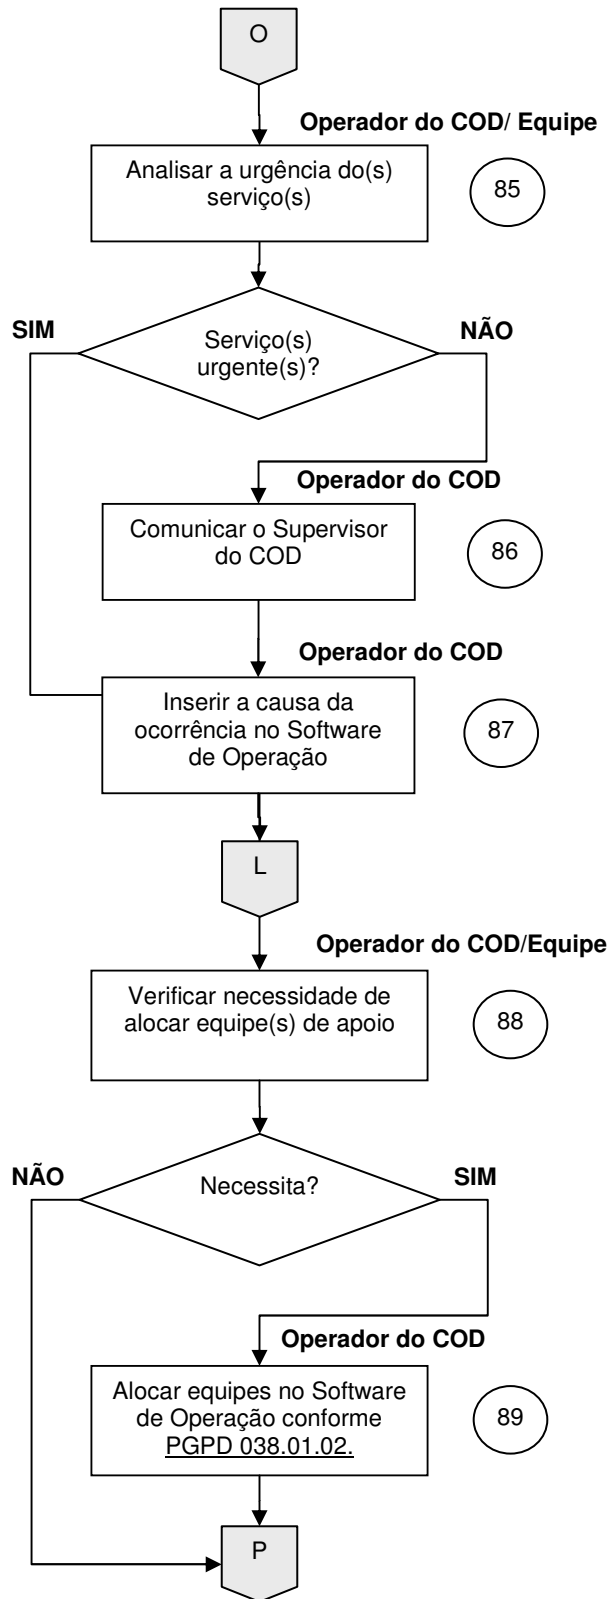 O
Operador do COD/ Equipe
Analisar a urgência do(s)
serviço(s)
85
SIM
NÃO
Serviço(s)
urgente(s)?
Operador do COD
Comunicar o Supervisor
do COD
86
Operador do COD
Inserir a causa da
ocorrência no Software
de Operação
87
L
Operador do COD/Equipe
Verificar necessidade de
alocar equipe(s) de apoio
88
NÃO
SIM
Necessita?
Operador do COD
Alocar equipes no Software
de Operação conforme
PGPD 038.01.02.
89
P